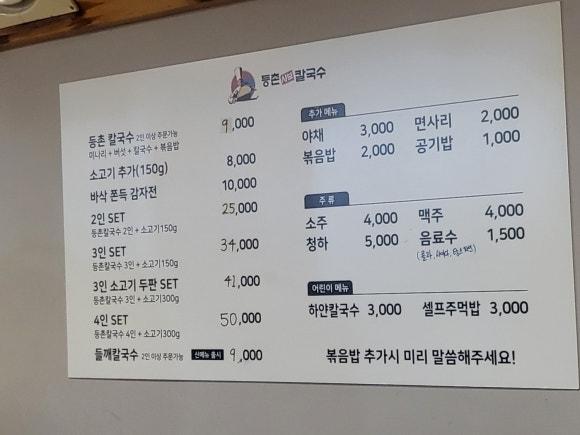 등촌샤브칼국수
등촌 칼국수 2인 이상 주문가능 9,000
미나리 + 버섯 + 칼국수 + 볶음밥
소고기 추가(150g) 8,000
바삭 쫀득 감자전 10,000
2인 SET 25,000
등촌칼국수 2인 + 소고기150g
3인 SET 34,000
등촌칼국수 3인 + 소고기150g
3인 소고기 두판 SET 41,000
등촌칼국수 3인 + 소고기300g
4인 SET 50,000
등촌칼국수 4인 + 소고기300g
들깨칼국수 2인 이상 주문가능 신메뉴 출시 9,000
추가 메뉴
야채 3,000 면사리 2,000
볶음밥 2,000 공기밥 1,000
주 류
소주 4,000 맥주 4,000
청하 5,000 음료수 1,500
어린이 메뉴
하얀칼국수 3,000 셀프주먹밥 3,000
볶음밥 추가시 미리 말씀해주세요!